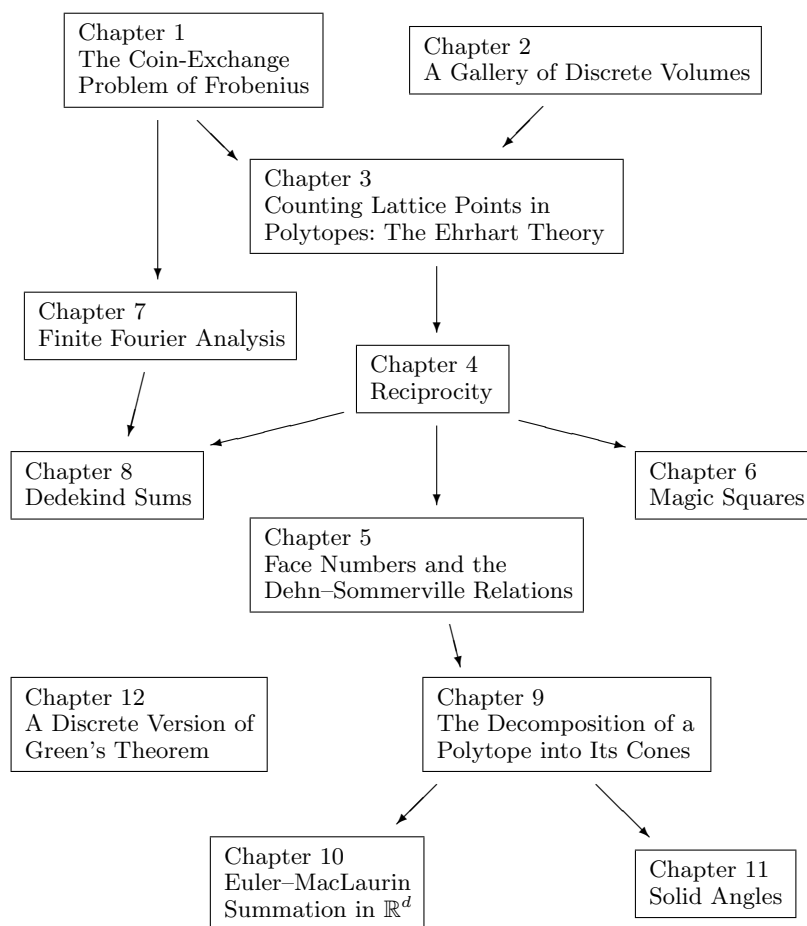 Chapter 1
The Coin-Exchange
Problem of Frobenius
Chapter 2
A Gallery of Discrete Volumes
Chapter 3
Counting Lattice Points in
Polytopes: The Ehrhart Theory
Chapter 7
Finite Fourier Analysis
Chapter 4
Reciprocity
Chapter 8
Dedekind Sums
Chapter 6
Magic Squares
Chapter 5
Face Numbers and the
Dehn–Sommerville Relations
Chapter 12
A Discrete Version of
Green's Theorem
Chapter 9
The Decomposition of a
Polytope into Its Cones
Chapter 10
Euler–MacLaurin
Summation in ℝᵈ
Chapter 11
Solid Angles